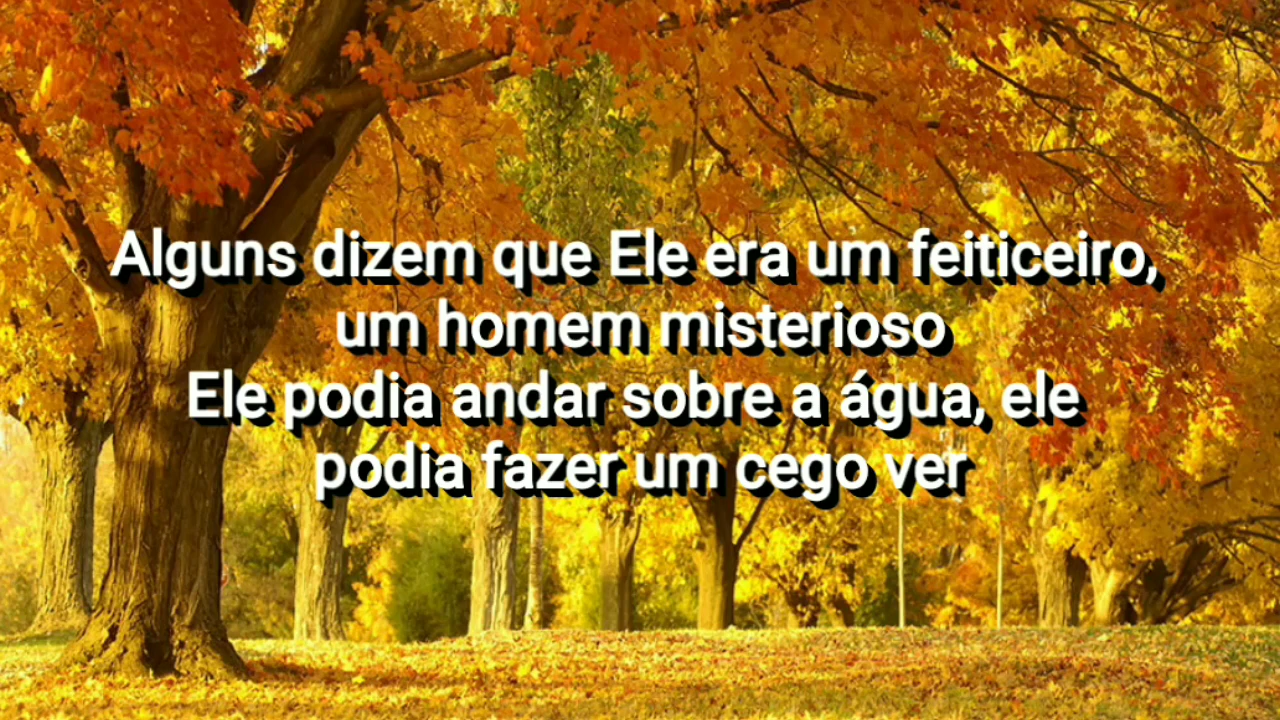 Alguns dizem que Ele era um feiticeiro,
um homem misterioso
Ele podia andar sobre a água, ele
podia fazer um cego ver